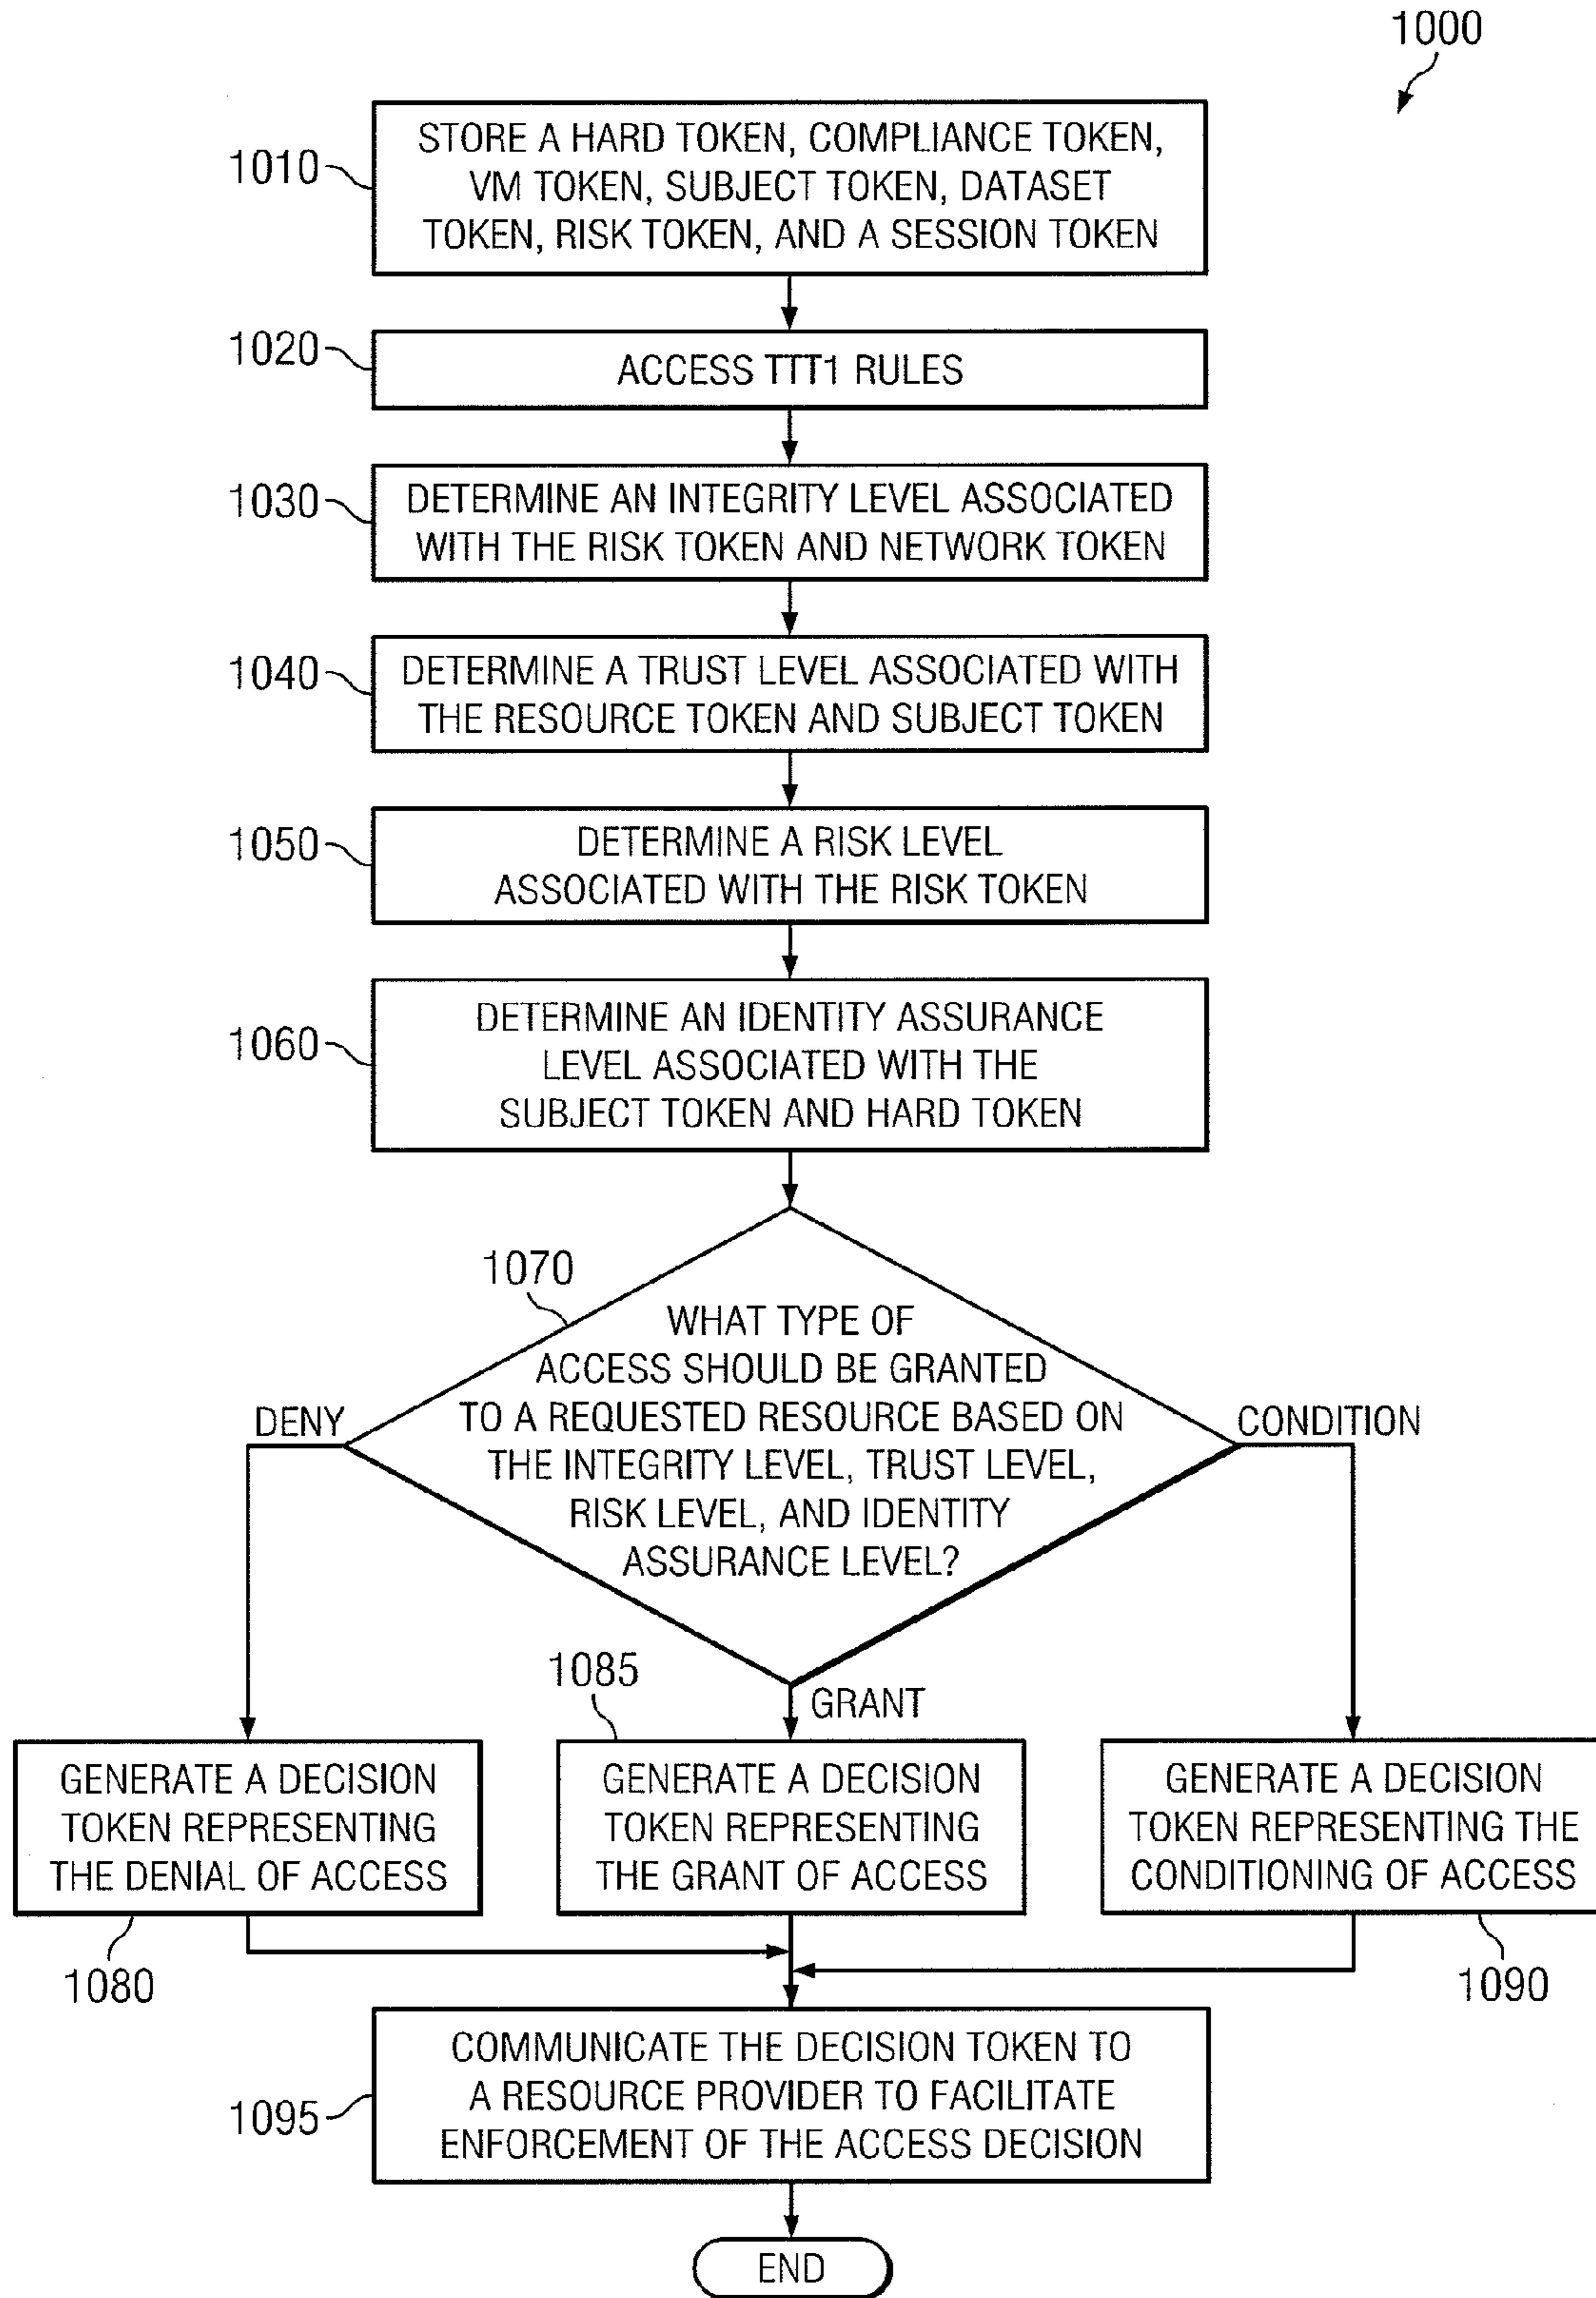 1000
1010
STORE A HARD TOKEN, COMPLIANCE TOKEN,
VM TOKEN, SUBJECT TOKEN, DATASET
TOKEN, RISK TOKEN, AND A SESSION TOKEN
1020
ACCESS TTT1 RULES
1030
DETERMINE AN INTEGRITY LEVEL ASSOCIATED
WITH THE RISK TOKEN AND NETWORK TOKEN
1040
DETERMINE A TRUST LEVEL ASSOCIATED WITH
THE RESOURCE TOKEN AND SUBJECT TOKEN
1050
DETERMINE A RISK LEVEL
ASSOCIATED WITH THE RISK TOKEN
1060
DETERMINE AN IDENTITY ASSURANCE
LEVEL ASSOCIATED WITH THE
SUBJECT TOKEN AND HARD TOKEN
1070
WHAT TYPE OF
ACCESS SHOULD BE GRANTED
TO A REQUESTED RESOURCE BASED ON
THE INTEGRITY LEVEL, TRUST LEVEL,
RISK LEVEL, AND IDENTITY
ASSURANCE LEVEL?
DENY
CONDITION
GRANT
GENERATE A DECISION
TOKEN REPRESENTING
THE DENIAL OF ACCESS
1080
1085
GENERATE A DECISION
TOKEN REPRESENTING
THE GRANT OF ACCESS
GENERATE A DECISION
TOKEN REPRESENTING THE
CONDITIONING OF ACCESS
1090
1095
COMMUNICATE THE DECISION TOKEN TO
A RESOURCE PROVIDER TO FACILITATE
ENFORCEMENT OF THE ACCESS DECISION
END